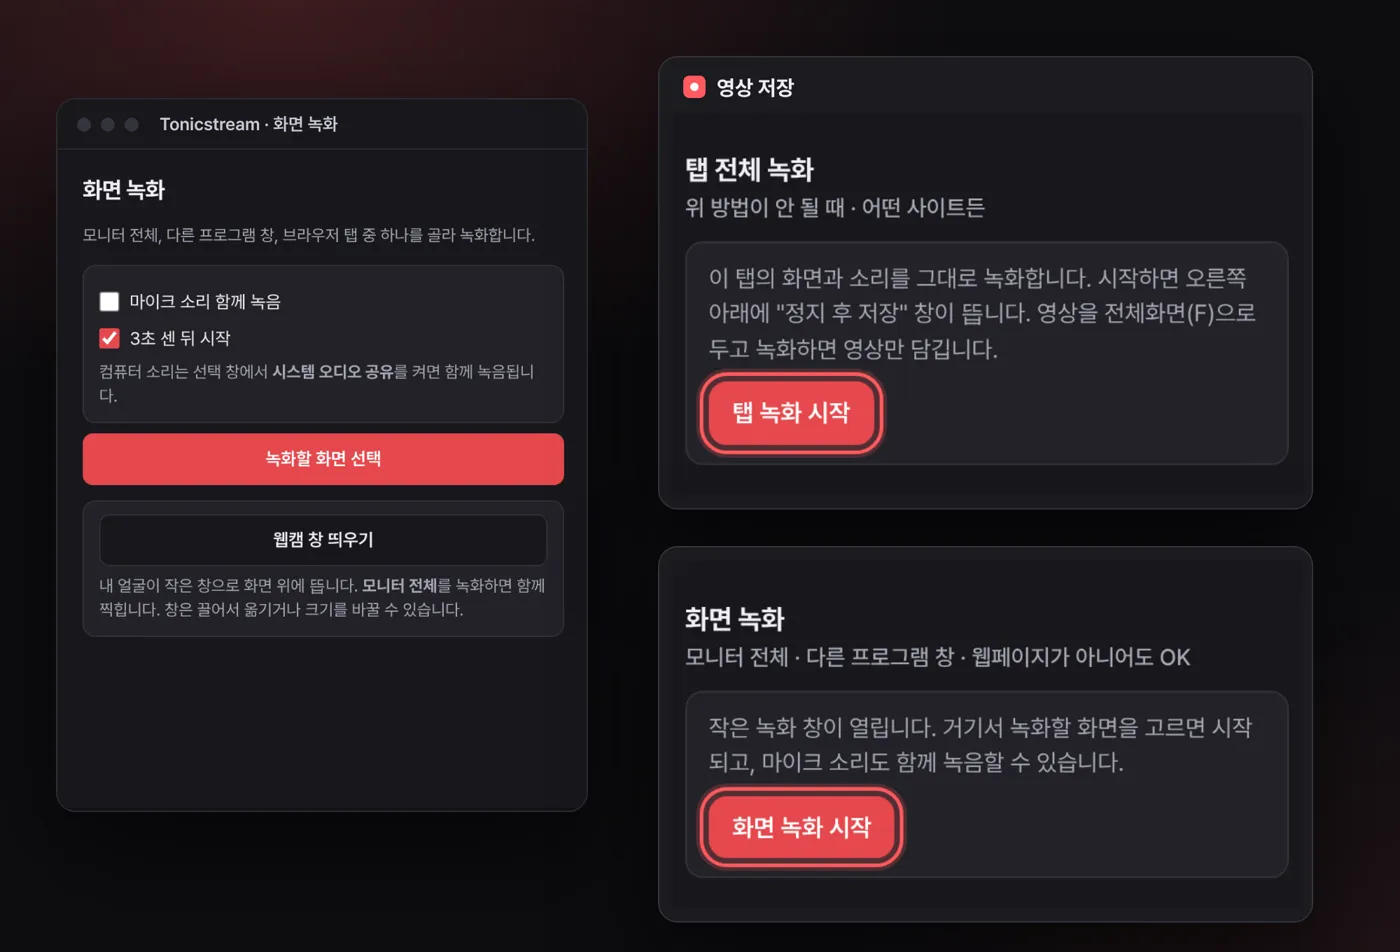 Tonicstream · 화면 녹화
화면 녹화
모니터 전체, 다른 프로그램 창, 브라우저 탭 중 하나를 골라 녹화합니다.
마이크 소리 함께 녹음
3초 센 뒤 시작
컴퓨터 소리는 선택 창에서 시스템 오디오 공유를 켜면 함께 녹음됩니
다.
녹화할 화면 선택
웹캠 창 띄우기
내 얼굴이 작은 창으로 화면 위에 뜹니다. 모니터 전체를 녹화하면 함께
찍힙니다. 창은 끌어서 옮기거나 크기를 바꿀 수 있습니다.
영상 저장
탭 전체 녹화
위 방법이 안 될 때 · 어떤 사이트든
이 탭의 화면과 소리를 그대로 녹화합니다. 시작하면 오른쪽
아래에 "정지 후 저장" 창이 뜹니다. 영상을 전체화면(F)으로
두고 녹화하면 영상만 담깁니다.
탭 녹화 시작
화면 녹화
모니터 전체 · 다른 프로그램 창 · 웹페이지가 아니어도 OK
작은 녹화 창이 열립니다. 거기서 녹화할 화면을 고르면 시작
되고, 마이크 소리도 함께 녹음할 수 있습니다.
화면 녹화 시작